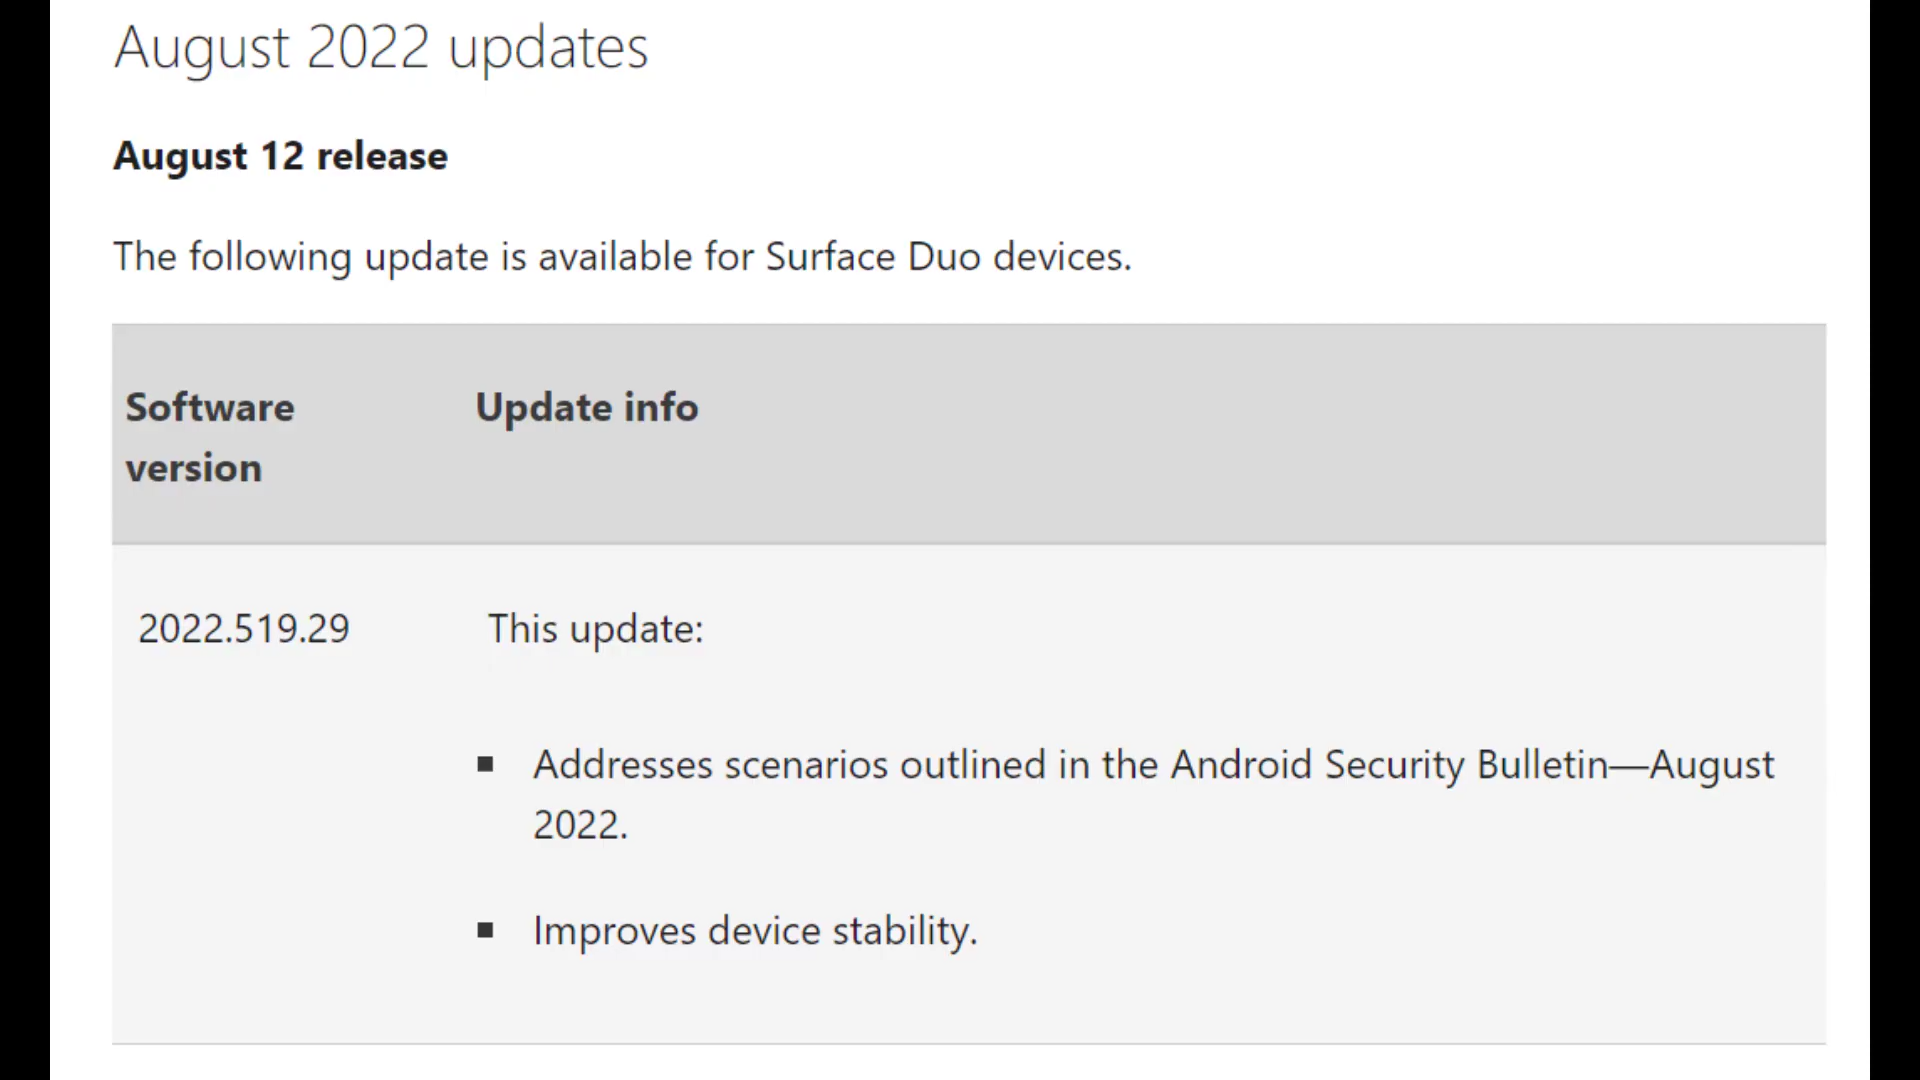 August 2022 updates
August 12 release
The following update is available for Surface Duo devices.
Software
version
Update info
2022.519.29
This update:
▪ Addresses scenarios outlined in the Android Security Bulletin—August
2022.
▪ Improves device stability.